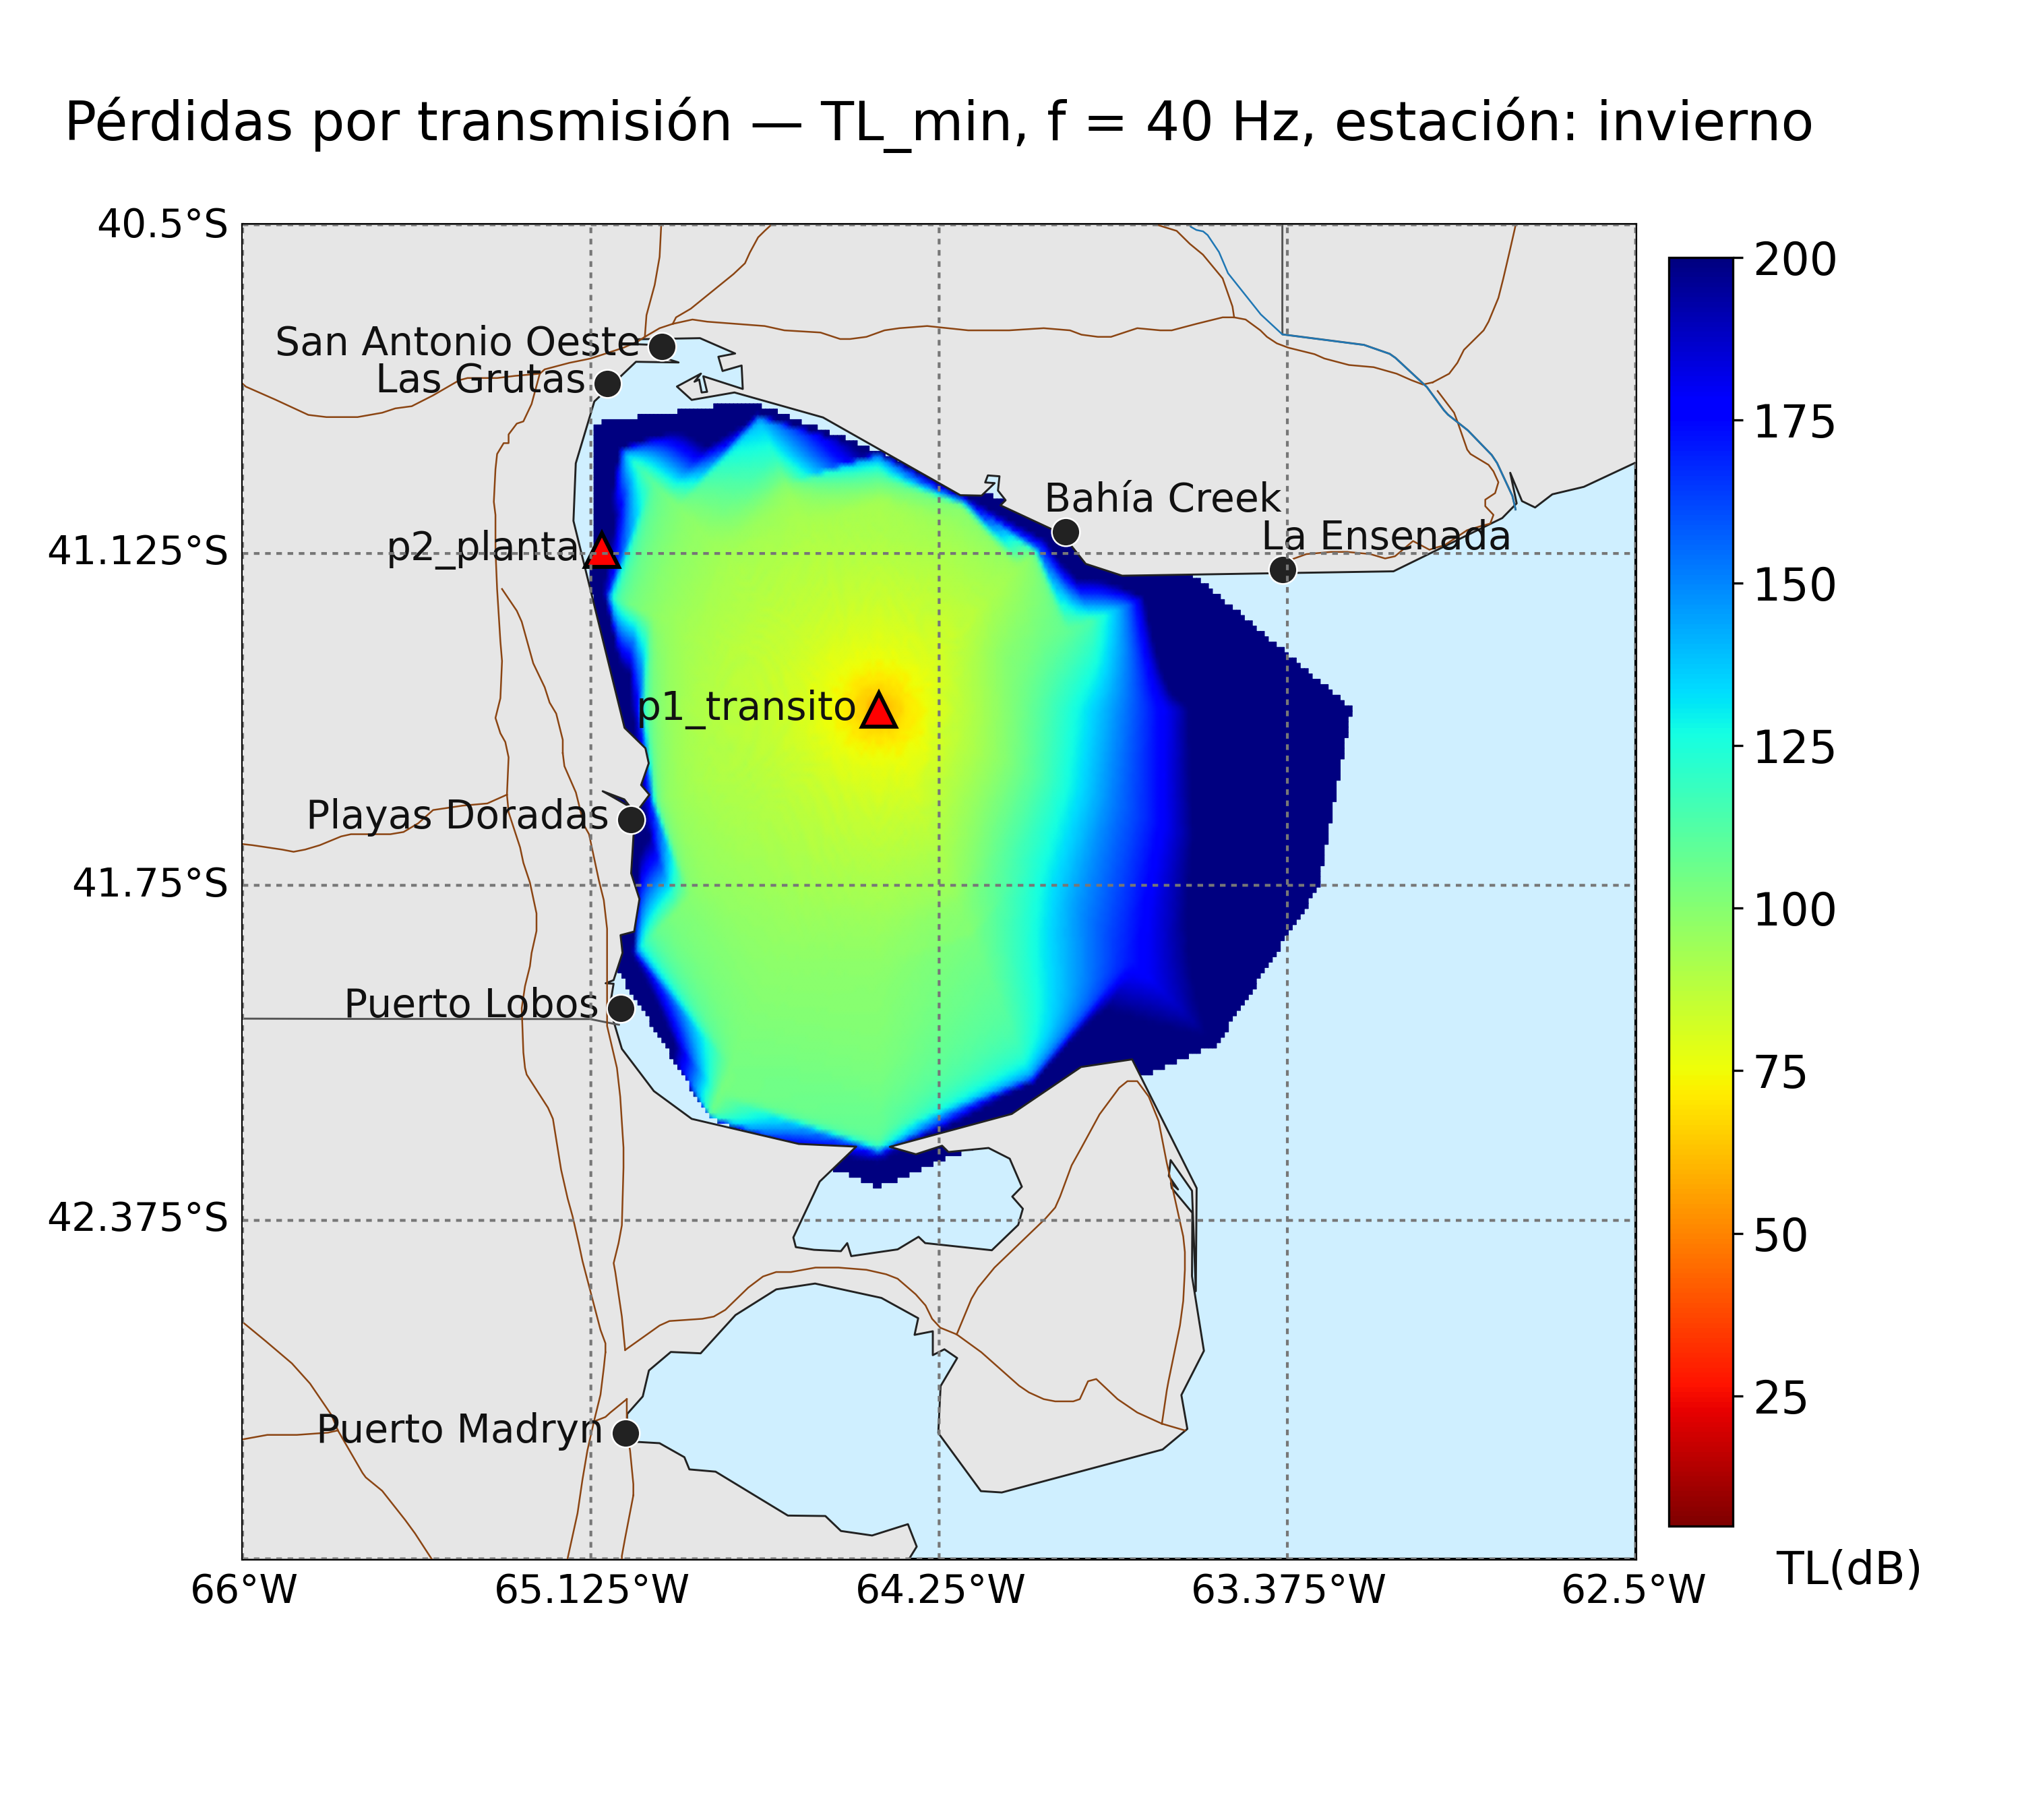 Pérdidas por transmisión — TL_min, f = 40 Hz, estación: invierno
40.5°S
200
San Antonio Oeste
Las Grutas
175
Bahía Creek
La Ensenada
p2_planta
41.125°S
150
p1_transito
125
Playas Doradas
41.75°S
100
Puerto Lobos
75
42.375°S
50
25
Puerto Madryn
TL(dB)
66°W
65.125°W
64.25°W
63.375°W
62.5°W